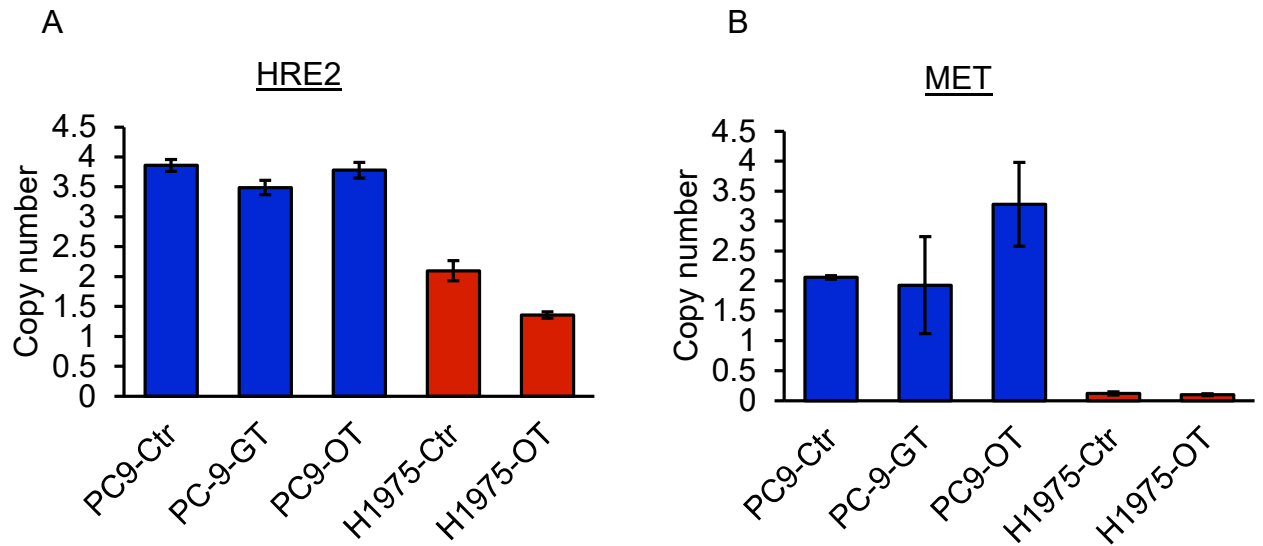 A
HRE2
Copy number
4.5
4
3.5
3
2.5
2
1.5
1
0.5
0
PC9-Ctr
PC-9-GT
PC9-OT
H1975-Ctr
H1975-OT
B
MET
Copy number
4.5
4
3.5
3
2.5
2
1.5
1
0.5
0
PC9-Ctr
PC-9-GT
PC9-OT
H1975-Ctr
H1975-OT